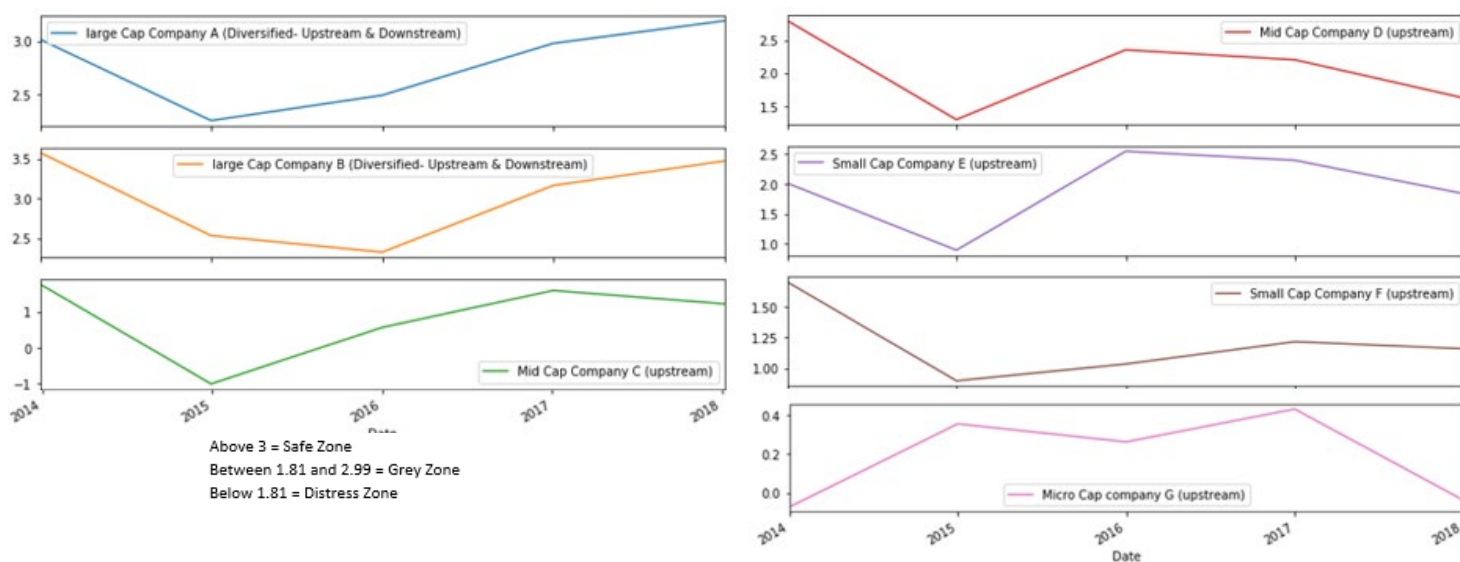 large Cap Company A (Diversified- Upstream & Downstream)
3.0
2.5
large Cap Company B (Diversified- Upstream & Downstream)
3.5
3.0
2.5
Mid Cap Company C (upstream)
1
0
−1
2014
2015
2016
2017
2018
Above 3 = Safe Zone
Between 1.81 and 2.99 = Grey Zone
Below 1.81 = Distress Zone
Mid Cap Company D (upstream)
2.5
2.0
1.5
Small Cap Company E (upstream)
2.5
2.0
1.5
1.0
Small Cap Company F (upstream)
1.50
1.25
1.00
Micro Cap company G (upstream)
0.4
0.2
0.0
2014
2015
2016
2017
2018
Date